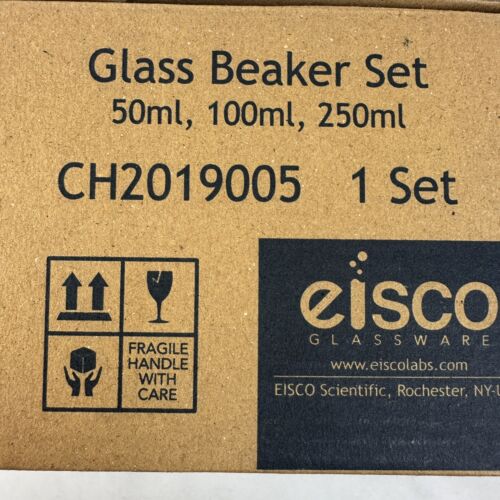 Glass Beaker Set
50ml, 100ml, 250ml
CH2019005 1 Set
FRAGILE
HANDLE
WITH
CARE
eisco
GLASSWARE
www.eiscolabs.com
EISCO Scientific, Rochester, NY-U